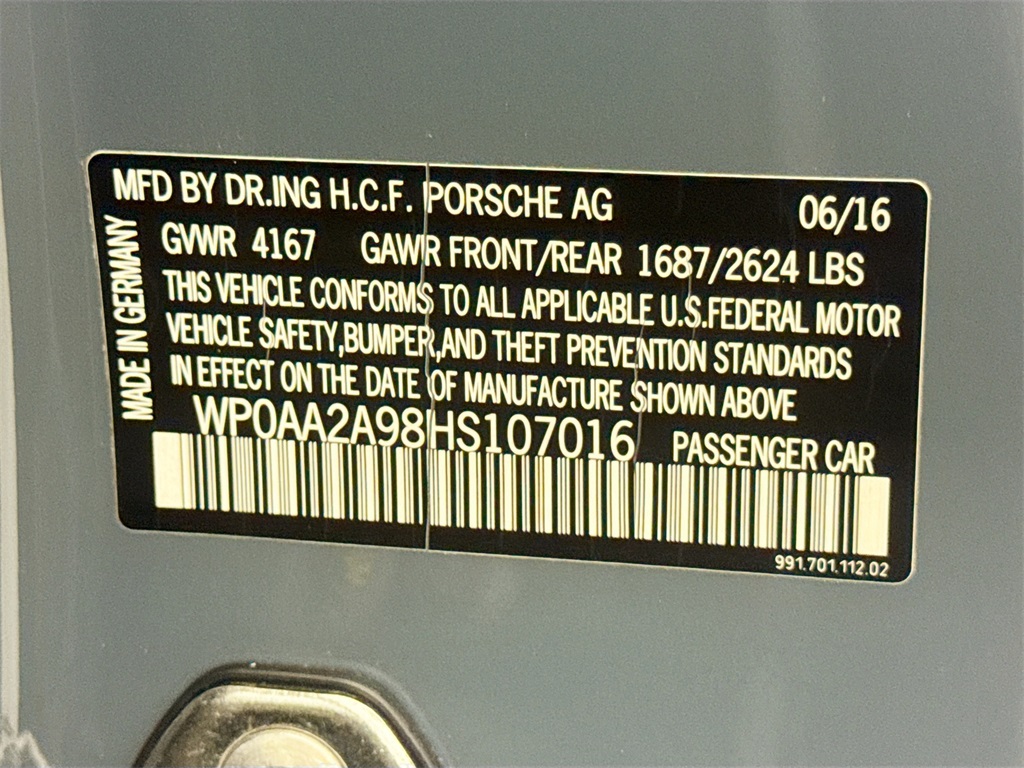 MFD BY DR.ING H.C.F. PORSCHE AG 06/16
GVWR 4167 GAWR FRONT/REAR 1687/2624 LBS
THIS VEHICLE CONFORMS TO ALL APPLICABLE U.S.FEDERAL MOTOR
VEHICLE SAFETY,BUMPER,AND THEFT PREVENTION STANDARDS
IN EFFECT ON THE DATE OF MANUFACTURE SHOWN ABOVE
WP0AA2A98HS107016 PASSENGER CAR
991.701.112.02
MADE IN GERMANY